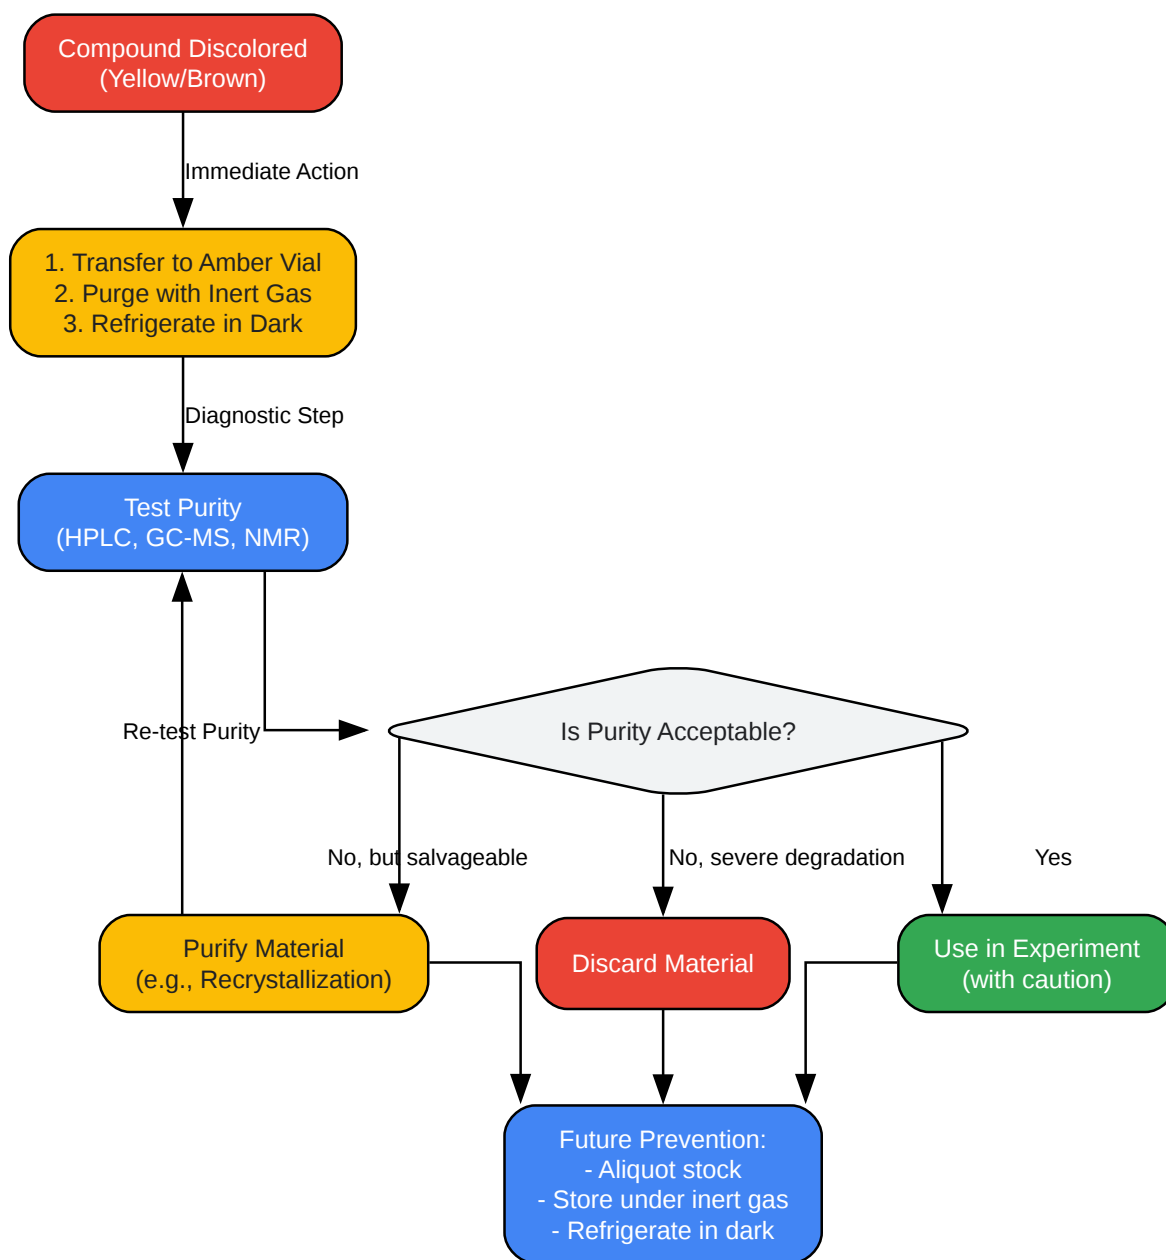 Compound Discolored
(Yellow/Brown)
Immediate Action
1. Transfer to Amber Vial
2. Purge with Inert Gas
3. Refrigerate in Dark
Diagnostic Step
Test Purity
(HPLC, GC-MS, NMR)
Re-test Purity
Is Purity Acceptable?
No, but salvageable
No, severe degradation
Yes
Purify Material
(e.g., Recrystallization)
Discard Material
Use in Experiment
(with caution)
Future Prevention:
- Aliquot stock
- Store under inert gas
- Refrigerate in dark